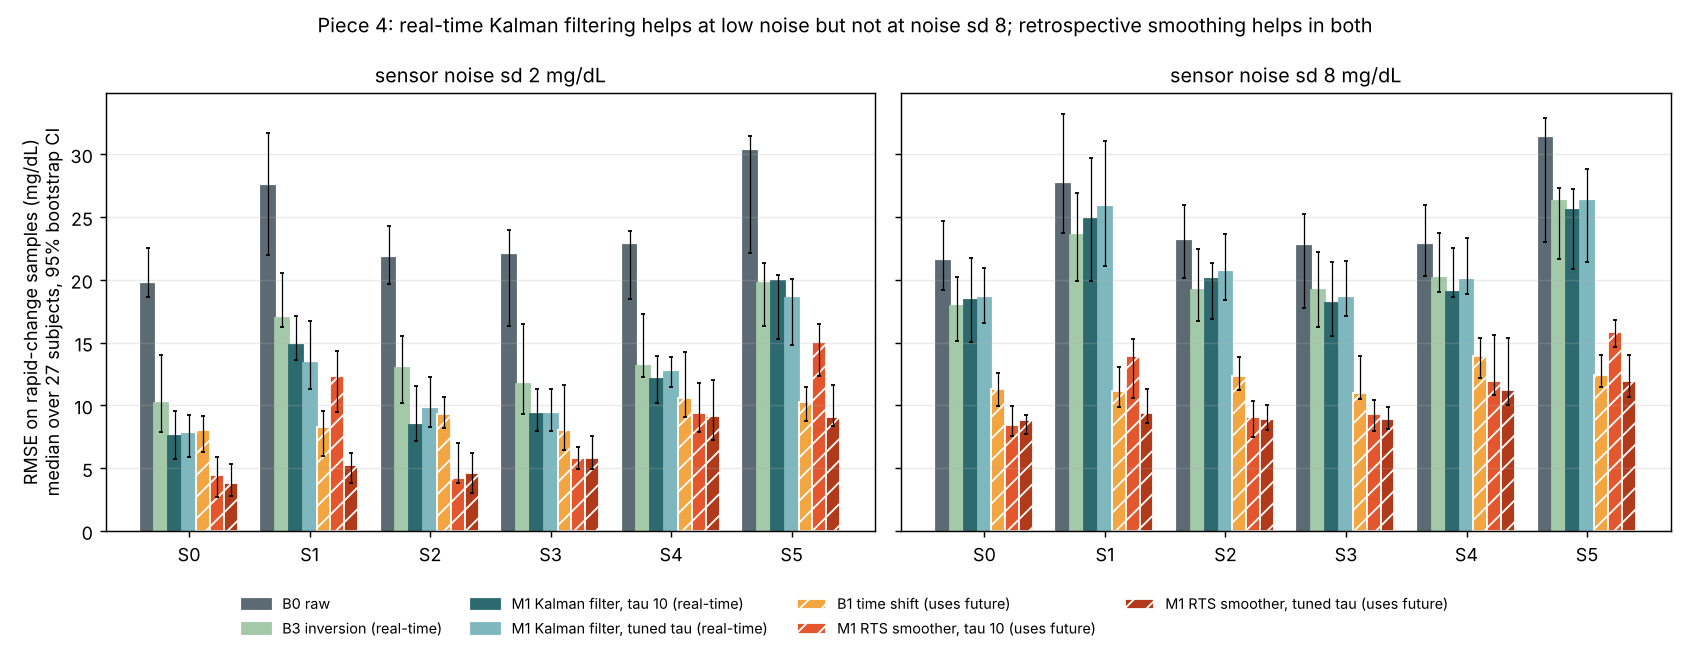 Piece 4: real-time Kalman filtering helps at low noise but not at noise sd 8; retrospective smoothing helps in both
sensor noise sd 2 mg/dL
sensor noise sd 8 mg/dL
RMSE on rapid-change samples (mg/dL)
median over 27 subjects, 95% bootstrap CI
30
25
20
15
10
5
0
S0 S1 S2 S3 S4 S5
S0 S1 S2 S3 S4 S5
B0 raw
B3 inversion (real-time)
M1 Kalman filter, tau 10 (real-time)
M1 Kalman filter, tuned tau (real-time)
B1 time shift (uses future)
M1 RTS smoother, tau 10 (uses future)
M1 RTS smoother, tuned tau (uses future)